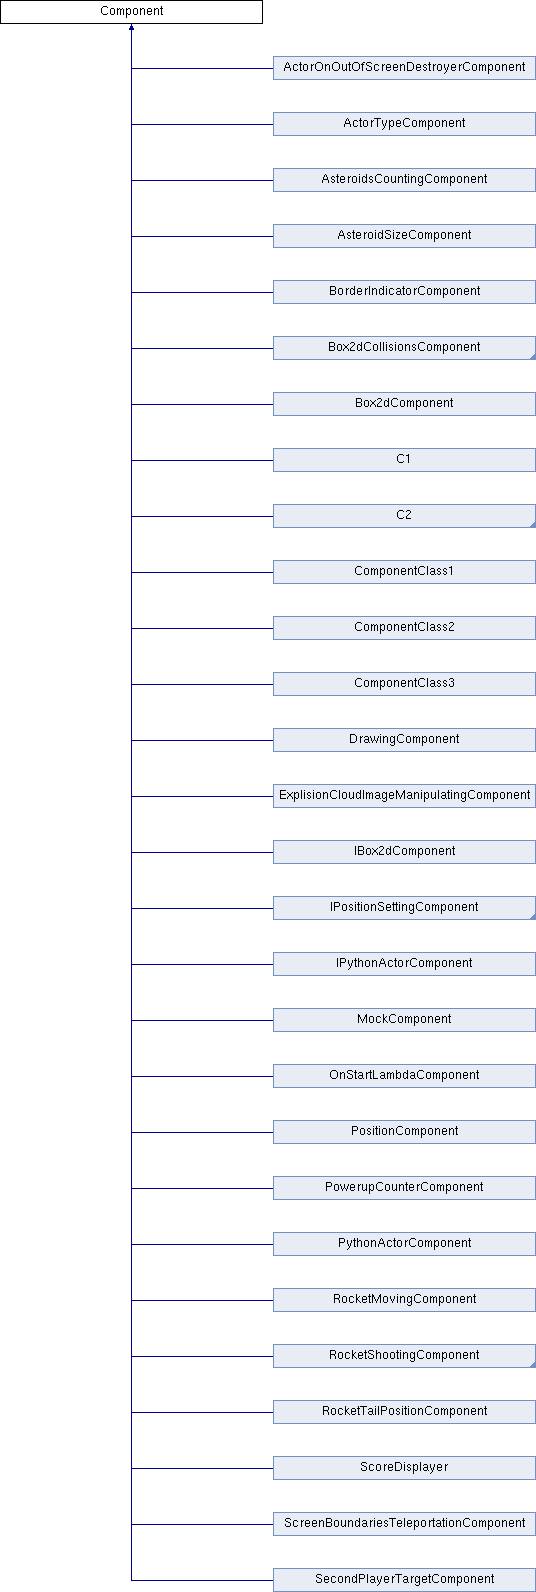 Component
ActorOnOutOfScreenDestroyerComponent
ActorTypeComponent
AsteroidsCountingComponent
AsteroidSizeComponent
BorderIndicatorComponent
Box2dCollisionsComponent
Box2dComponent
C1
C2
ComponentClass1
ComponentClass2
ComponentClass3
DrawingComponent
ExplisionCloudImageManipulatingComponent
IBox2dComponent
IPositionSettingComponent
IPythonActorComponent
MockComponent
OnStartLambdaComponent
PositionComponent
PowerupCounterComponent
PythonActorComponent
RocketMovingComponent
RocketShootingComponent
RocketTailPositionComponent
ScoreDisplayer
ScreenBoundariesTeleportationComponent
SecondPlayerTargetComponent